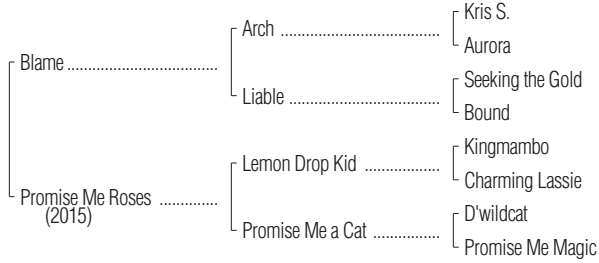 Kris S.
Arch ................................
Aurora
Blame ..................................
Seeking the Gold
Liable ..................................
Bound
Kingmambo
Lemon Drop Kid .................
Charming Lassie
Promise Me Roses .............
(2015)
D'wildcat
Promise Me a Cat ...............
Promise Me Magic